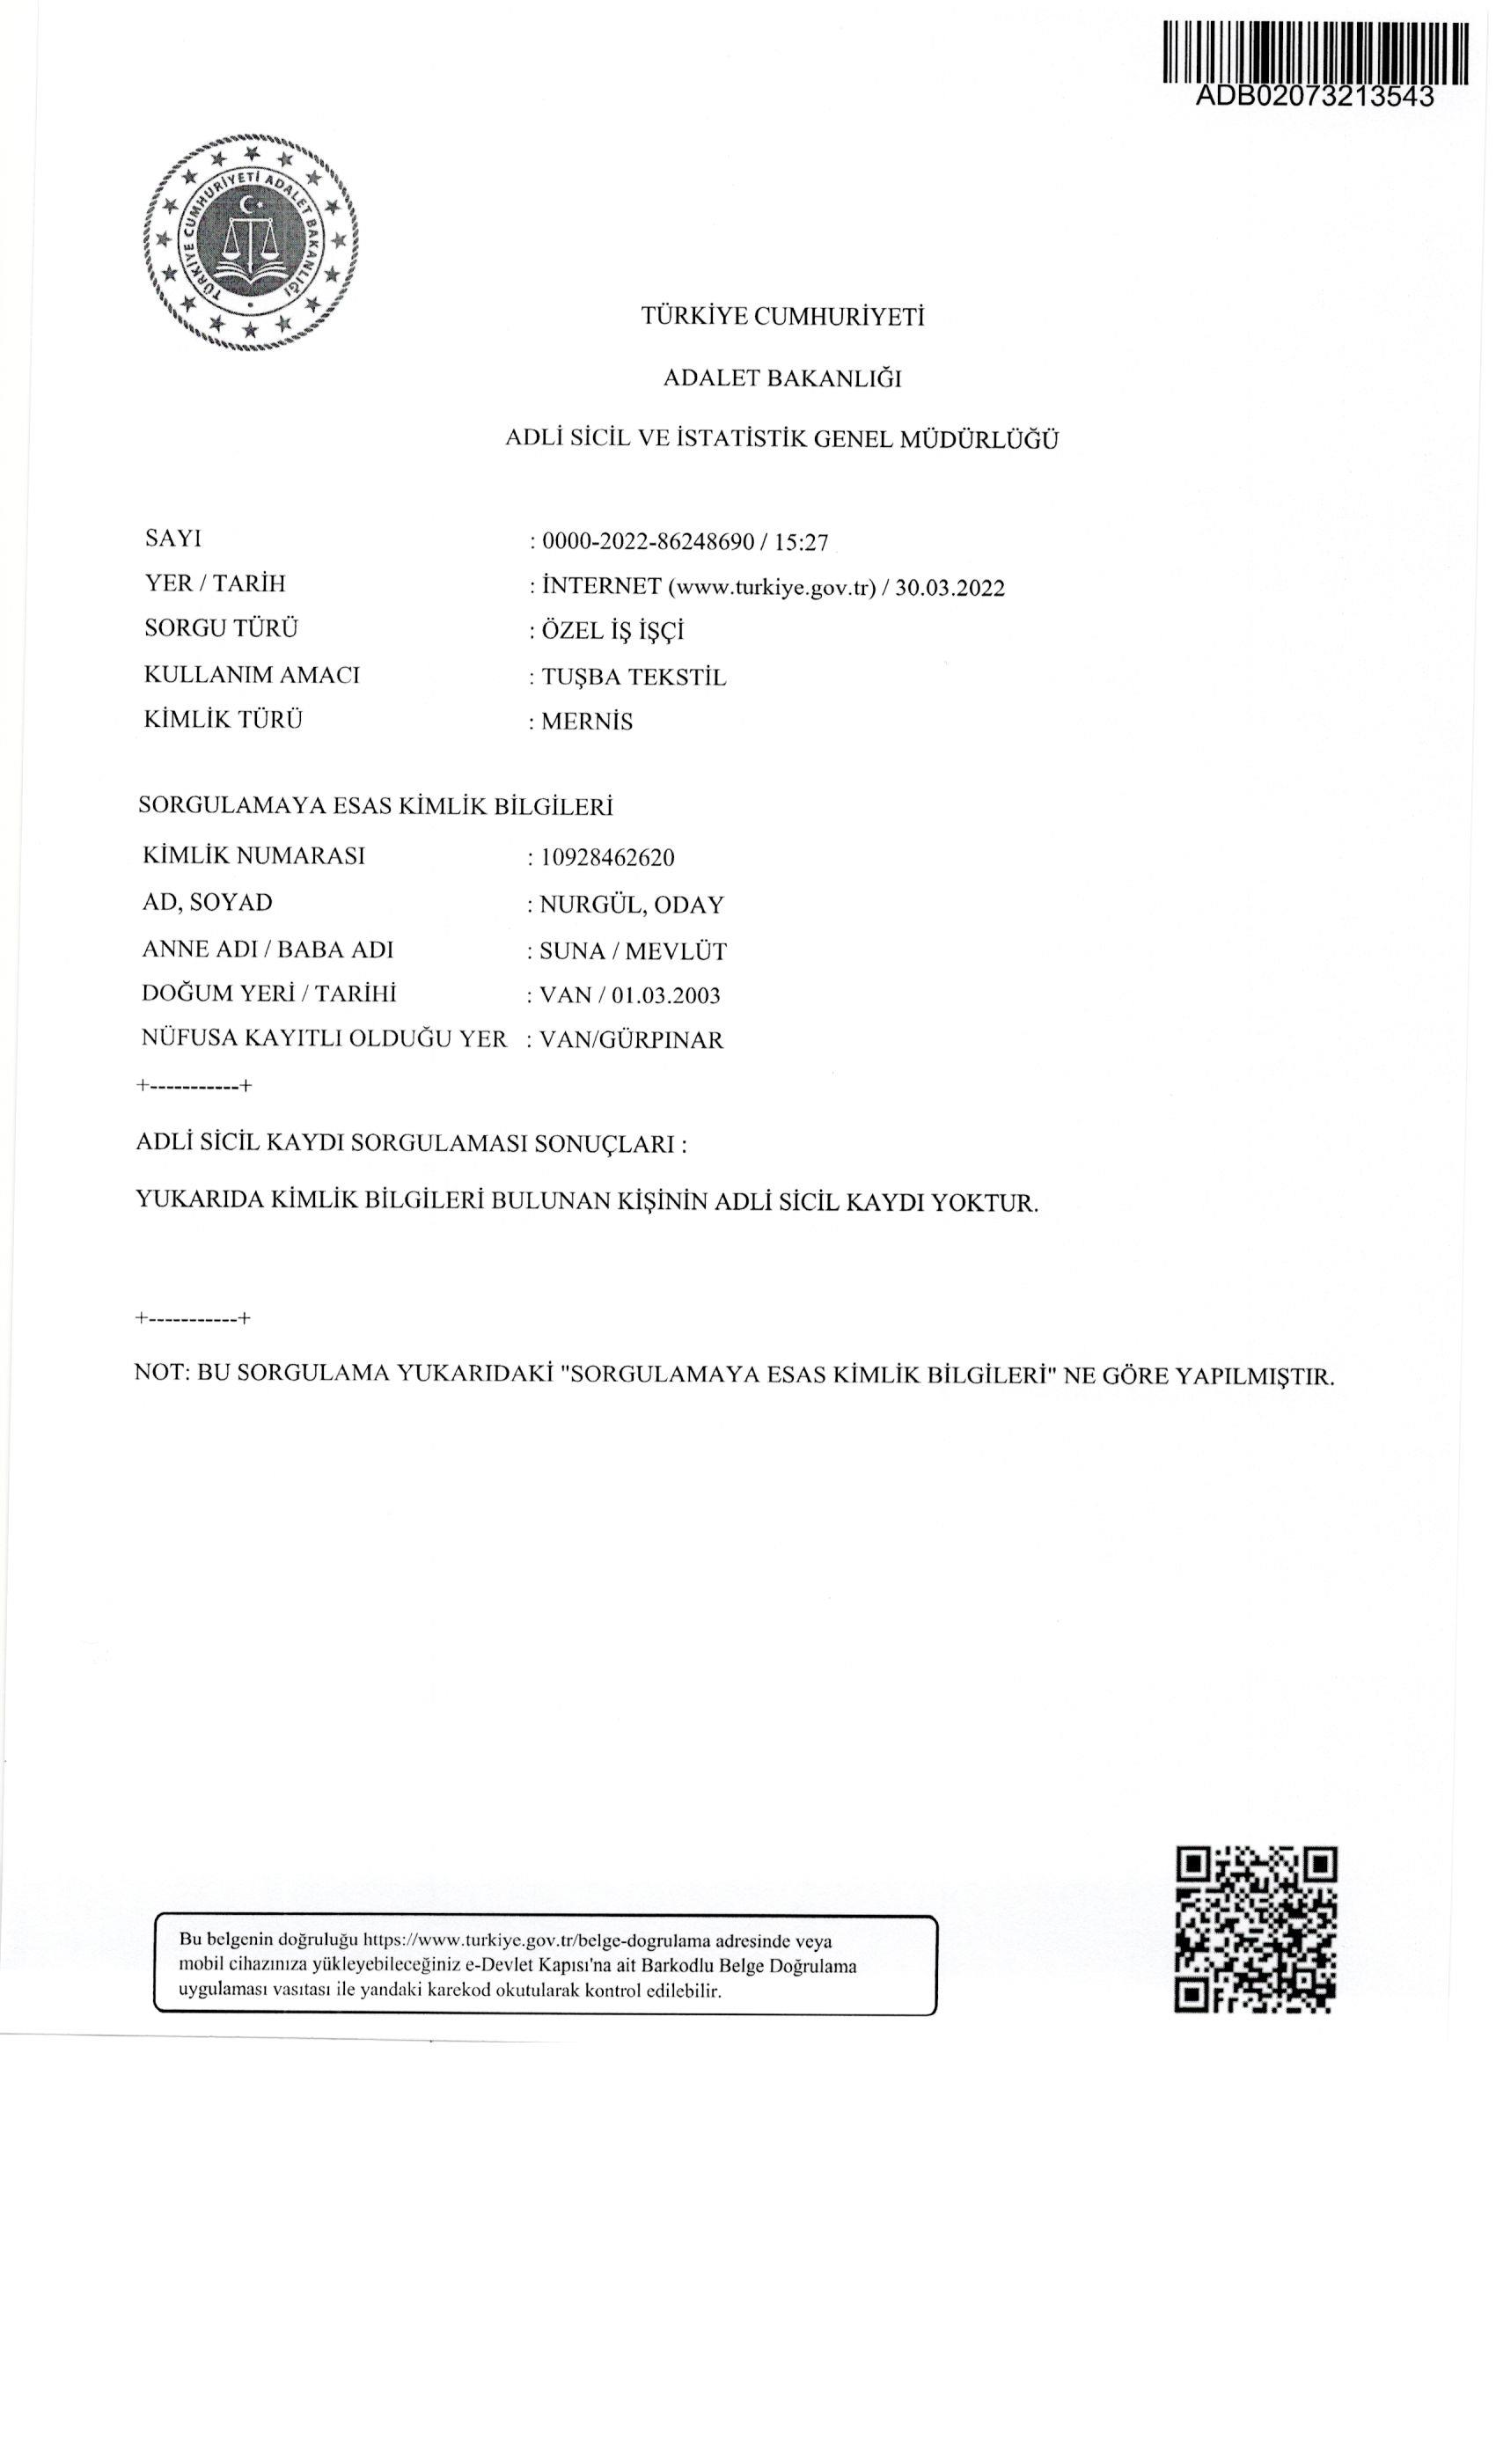 ADB02073213543
TÜRKİYE CUMHURİYETİ ADALET BAKANLIĞI
TÜRKİYE CUMHURİYETİ
ADALET BAKANLIĞI
ADLİ SİCİL VE İSTATİSTİK GENEL MÜDÜRLÜĞÜ
SAYI : 0000-2022-86248690 / 15:27
YER / TARİH : İNTERNET (www.turkiye.gov.tr) / 30.03.2022
SORGU TÜRÜ : ÖZEL İŞ İŞÇİ
KULLANIM AMACI : TUŞBA TEKSTİL
KİMLİK TÜRÜ : MERNİS
SORGULAMAYA ESAS KİMLİK BİLGİLERİ
KİMLİK NUMARASI : 10928462620
AD, SOYAD : NURGÜL, ODAY
ANNE ADI / BABA ADI : SUNA / MEVLÜT
DOĞUM YERİ / TARİHİ : VAN / 01.03.2003
NÜFUSA KAYITLI OLDUĞU YER : VAN/GÜRPINAR
+-----------+
ADLİ SİCİL KAYDI SORGULAMASI SONUÇLARI :
YUKARIDA KİMLİK BİLGİLERİ BULUNAN KİŞİNİN ADLİ SİCİL KAYDI YOKTUR.
+-----------+
NOT: BU SORGULAMA YUKARIDAKİ "SORGULAMAYA ESAS KİMLİK BİLGİLERİ" NE GÖRE YAPILMIŞTIR.
Bu belgenin doğruluğu https://www.turkiye.gov.tr/belge-dogrulama adresinde veya
mobil cihazınıza yükleyebileceğiniz e-Devlet Kapısı'na ait Barkodlu Belge Doğrulama
uygulaması vasıtası ile yandaki karekod okutularak kontrol edilebilir.